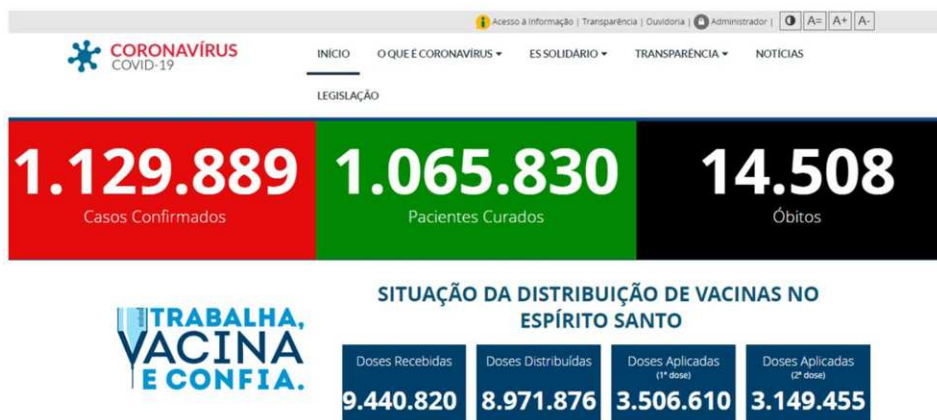 Acesso à Informação | Transparência | Ouvidoria | Administrador | A= A+ A-
CORONAVÍRUS
COVID-19
INÍCIO O QUE É CORONAVÍRUS ES SOLIDÁRIO TRANSPARÊNCIA NOTÍCIAS
LEGISLAÇÃO
1.129.889 1.065.830 14.508
Casos Confirmados Pacientes Curados Óbitos
SITUAÇÃO DA DISTRIBUIÇÃO DE VACINAS NO
ESPÍRITO SANTO
TRABALHA,
VACINA
E CONFIA.
Doses Recebidas Doses Distribuídas Doses Aplicadas Doses Aplicadas
(1ª dose) (2ª dose)
9.440.820 8.971.876 3.506.610 3.149.455